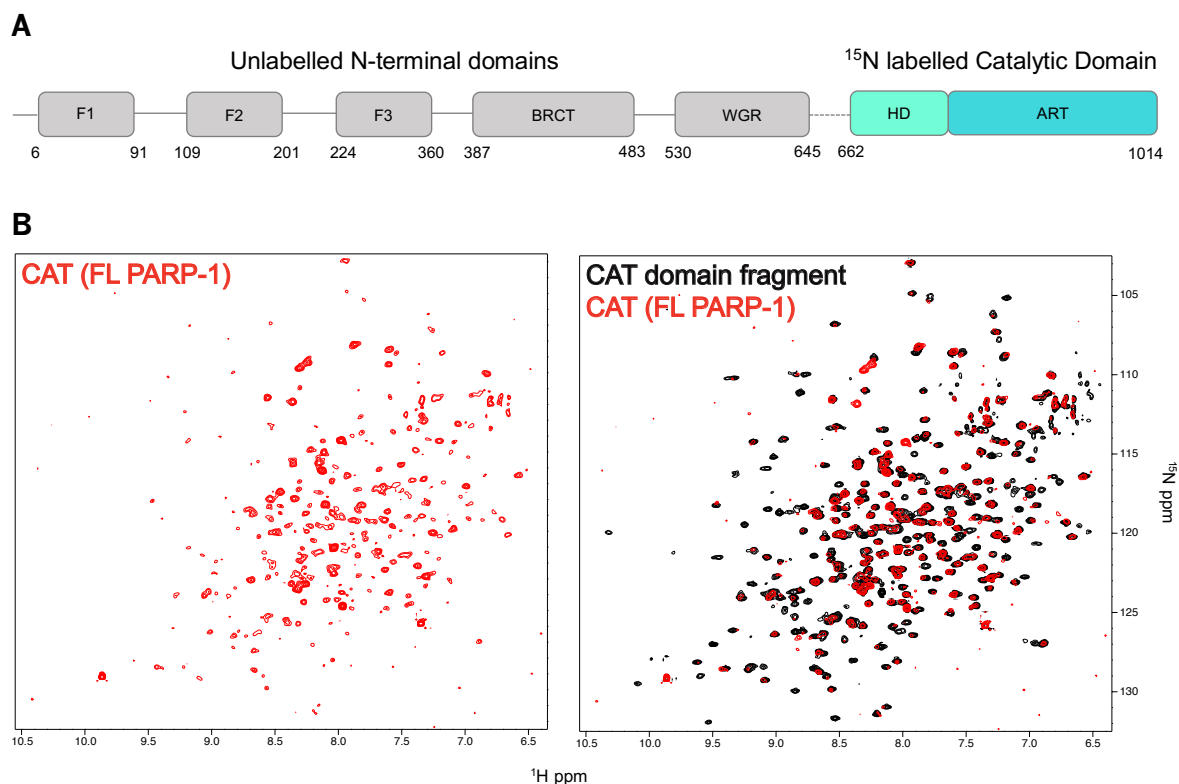 A
Unlabelled N-terminal domains
¹⁵N labelled Catalytic Domain
F1 F2 F3 BRCT WGR HD ART
6 91 109 201 224 360 387 483 530 645 662 1014
B
CAT (FL PARP-1)
10.5 10.0 9.5 9.0 8.5 8.0 7.5 7.0 6.5
CAT domain fragment
CAT (FL PARP-1)
105
110
115
120
125
130
¹⁵N ppm
10.5 10.0 9.5 9.0 8.5 8.0 7.5 7.0 6.5
¹H ppm